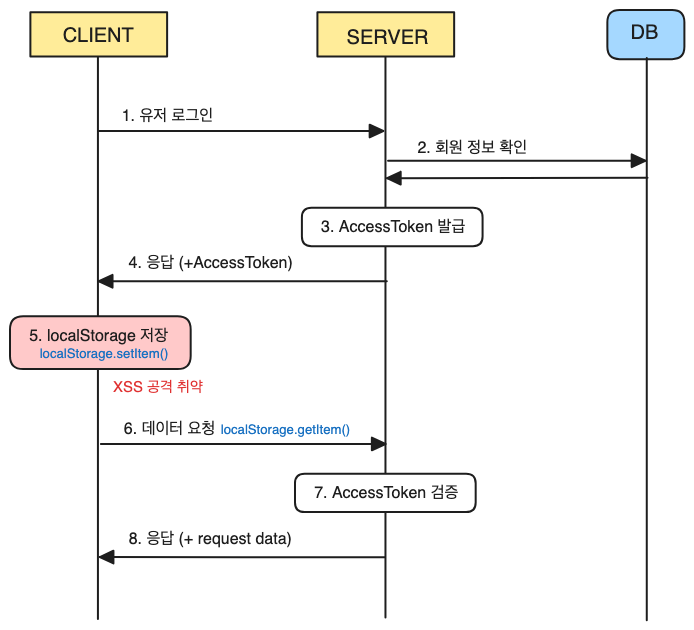 CLIENT
SERVER
DB
1. 유저 로그인
2. 회원 정보 확인
3. AccessToken 발급
4. 응답 (+AccessToken)
5. localStorage 저장
localStorage.setItem()
XSS 공격 취약
6. 데이터 요청 localStorage.getItem()
7. AccessToken 검증
8. 응답 (+ request data)